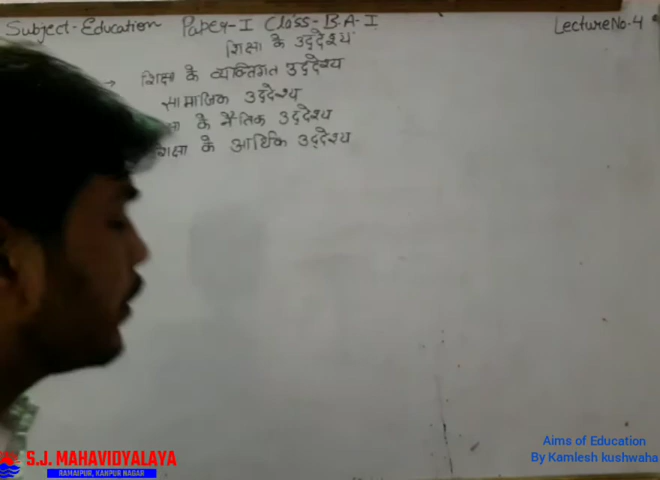 Subject-Education Paper-I Class-B.A-I Lecture No.4
शिक्षा के उद्देश्य
→ शिक्षा के व्यक्तिगत उद्देश्य
सामाजिक उद्देश्य
के नैतिक उद्देश्य
के आर्थिक उद्देश्य
Aims of Education
By Kamlesh kushwaha
S.J. MAHAVIDYALAYA
RAMAIPUR, KANPUR NAGAR